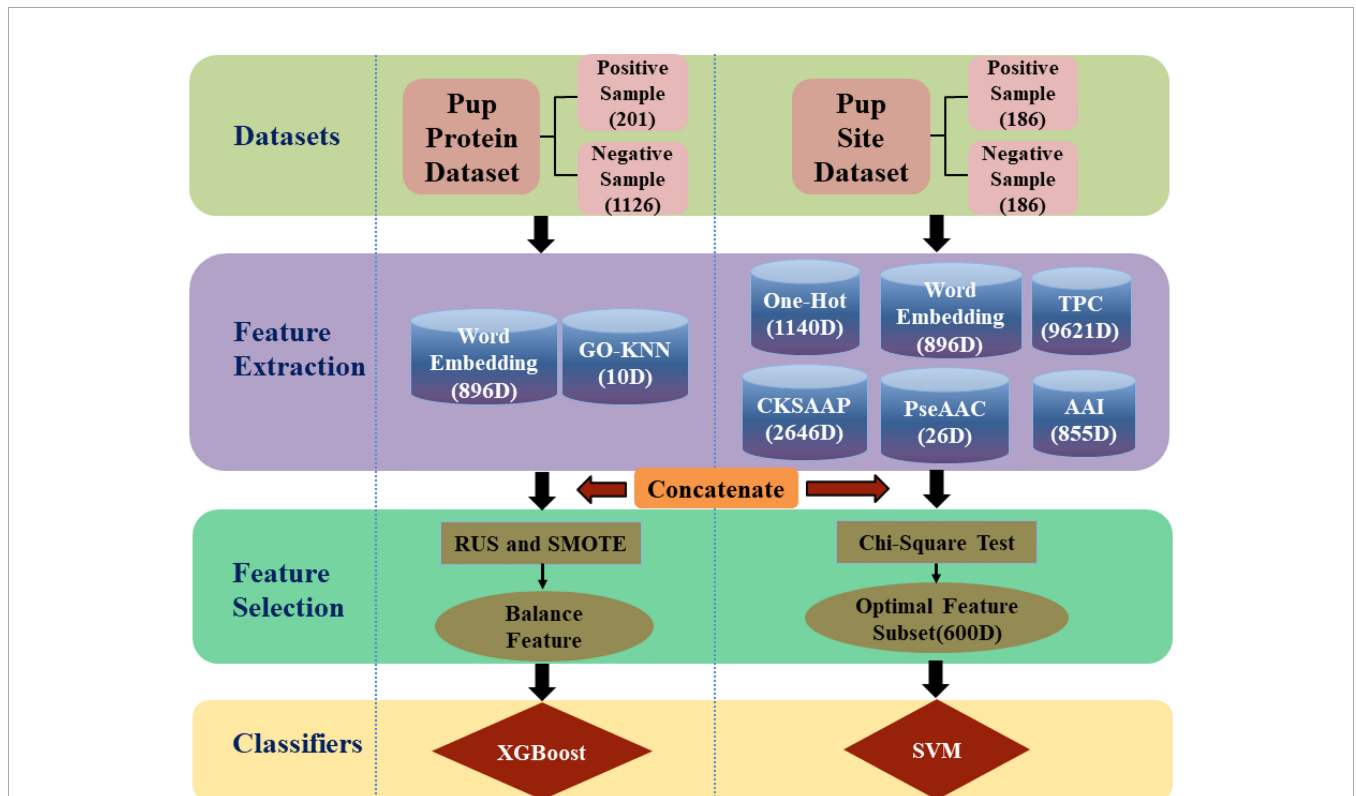 Datasets
Pup
Protein
Dataset
Positive
Sample
(201)
Negative
Sample
(1126)
Pup
Site
Dataset
Positive
Sample
(186)
Negative
Sample
(186)
Feature
Extraction
Word
Embedding
(896D)
GO-KNN
(10D)
One-Hot
(1140D)
Word
Embedding
(896D)
TPC
(9621D)
CKSAAP
(2646D)
PseAAC
(26D)
AAI
(855D)
Concatenate
Feature
Selection
RUS and SMOTE
Balance
Feature
Chi-Square Test
Optimal Feature
Subset(600D)
Classifiers
XGBoost
SVM